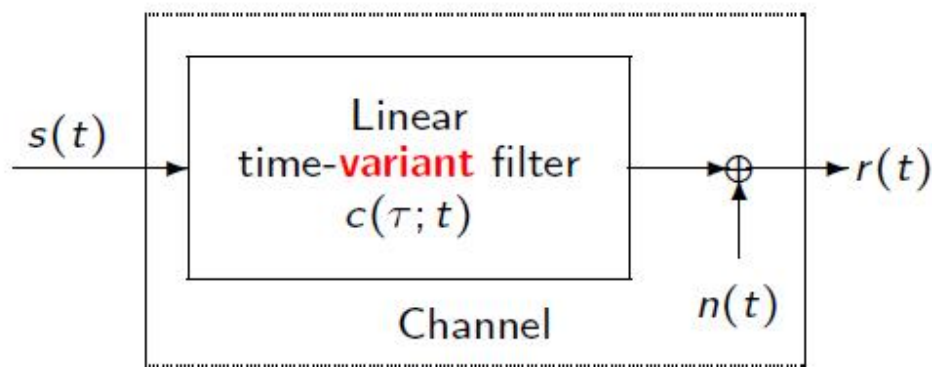 s(t)
Linear
time-variant filter
c(τ; t)
r(t)
n(t)
Channel